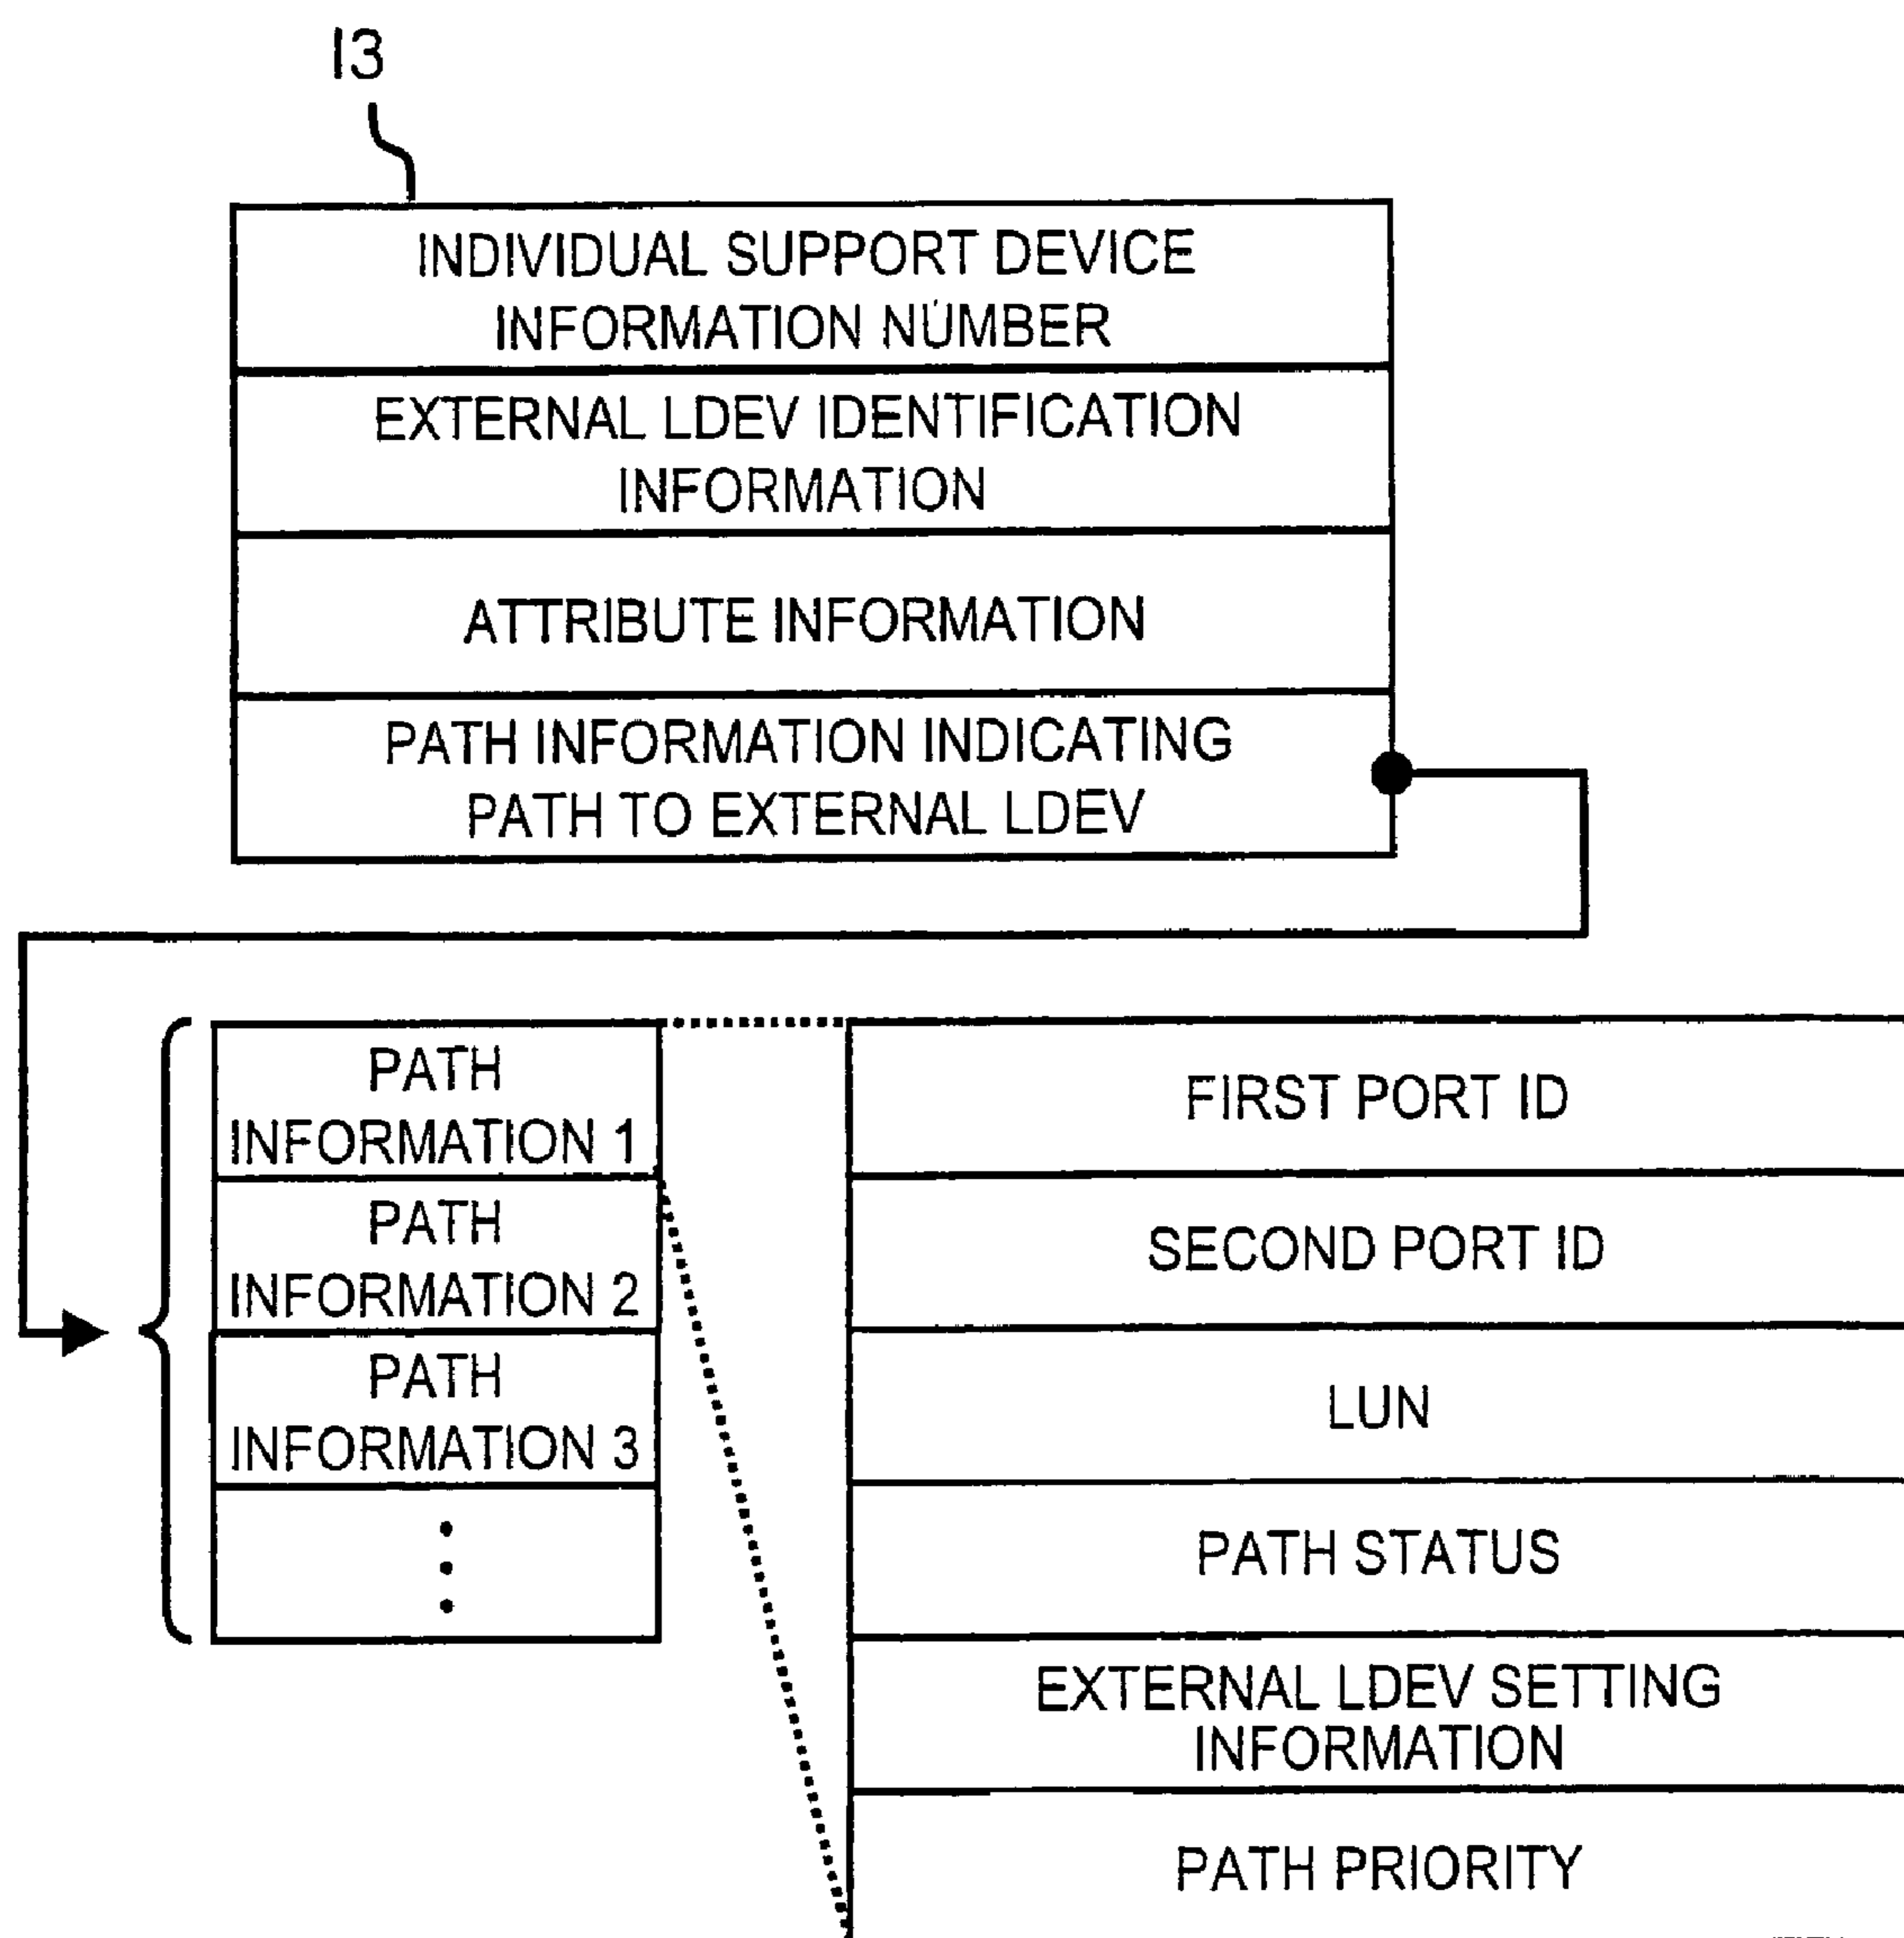 I3
INDIVIDUAL SUPPORT DEVICE
INFORMATION NUMBER
EXTERNAL LDEV IDENTIFICATION
INFORMATION
ATTRIBUTE INFORMATION
PATH INFORMATION INDICATING
PATH TO EXTERNAL LDEV
PATH
INFORMATION 1
PATH
INFORMATION 2
PATH
INFORMATION 3
FIRST PORT ID
SECOND PORT ID
LUN
PATH STATUS
EXTERNAL LDEV SETTING
INFORMATION
PATH PRIORITY